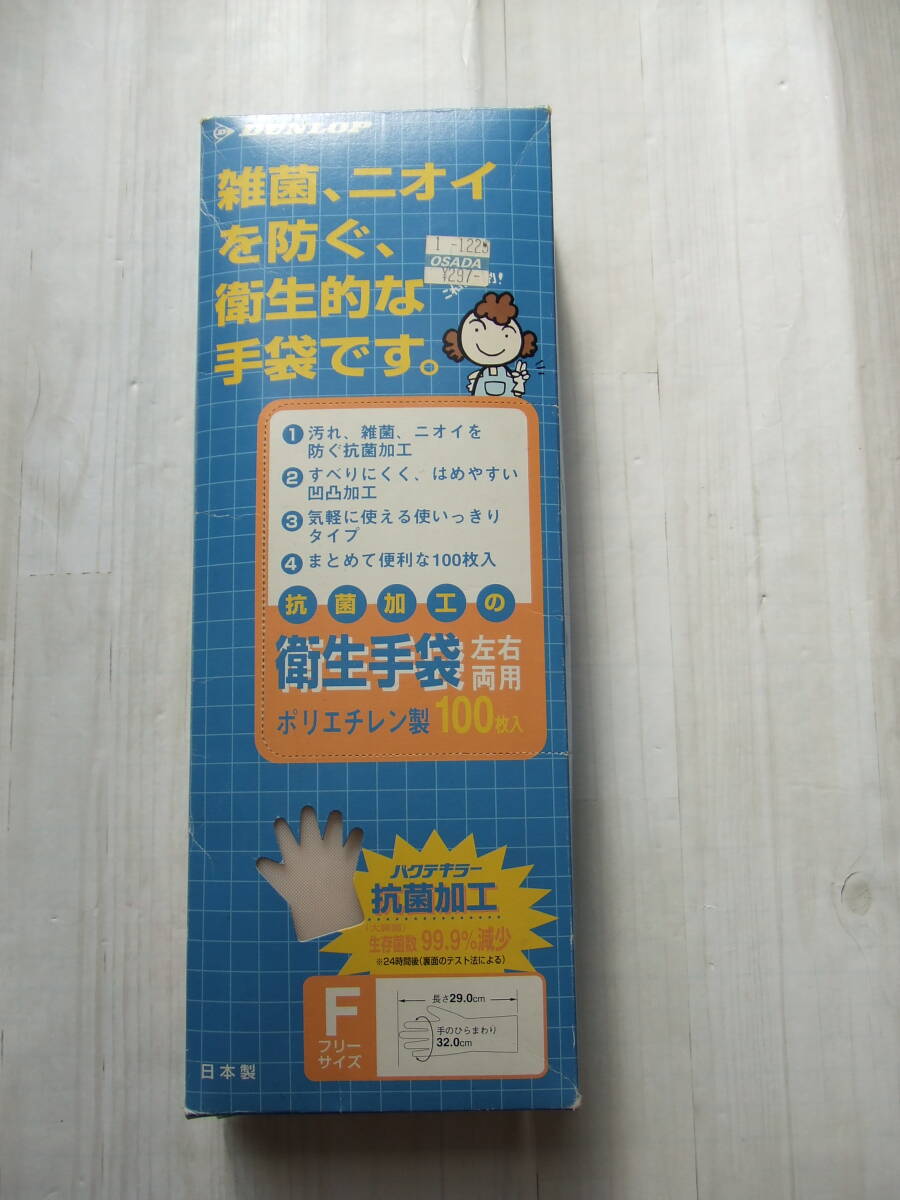 DUNLOP
雑菌、ニオイ
を防ぐ、
衛生的な
手袋です。
1 -1225
OSADA
¥297-
1 汚れ、雑菌、ニオイを
防ぐ抗菌加工
2 すべりにくく、はめやすい
凹凸加工
3 気軽に使える使いっきり
タイプ
4 まとめて便利な100枚入
抗菌加工の
衛生手袋 左右
両用
ポリエチレン製 100枚入
バクテキラー
抗菌加工
(大腸菌)
生存菌数 99.9%減少
※24時間後(裏面のテスト法による)
F
フリー
サイズ
長さ29.0cm
手のひらまわり
32.0cm
日本製